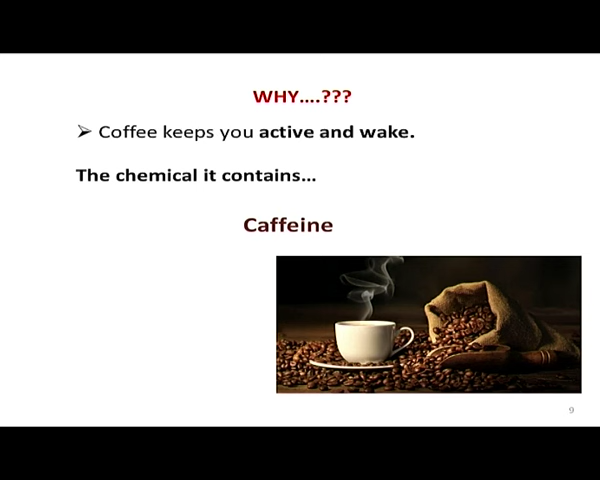 WHY....???
➢ Coffee keeps you active and wake.
The chemical it contains...
Caffeine
9